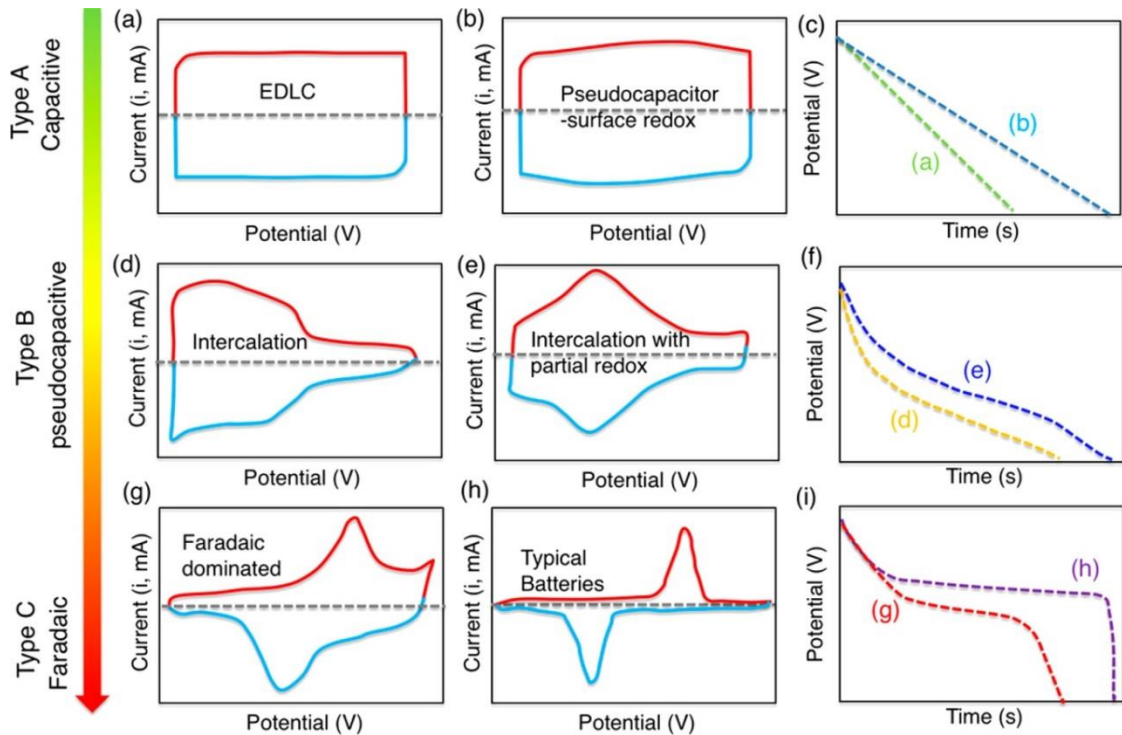 Type A
Capacitive
Type B
pseudocapacitive
Type C
Faradaic
(a)
Current (i, mA)
EDLC
Potential (V)
(b)
Current (i, mA)
Pseudocapacitor
-surface redox
Potential (V)
(c)
Potential (V)
(b)
(a)
Time (s)
(d)
Current (i, mA)
Intercalation
Potential (V)
(e)
Current (i, mA)
Intercalation with
partial redox
Potential (V)
(f)
Potential (V)
(e)
(d)
Time (s)
(g)
Current (i, mA)
Faradaic
dominated
Potential (V)
(h)
Current (i, mA)
Typical
Batteries
Potential (V)
(i)
Potential (V)
(h)
(g)
Time (s)